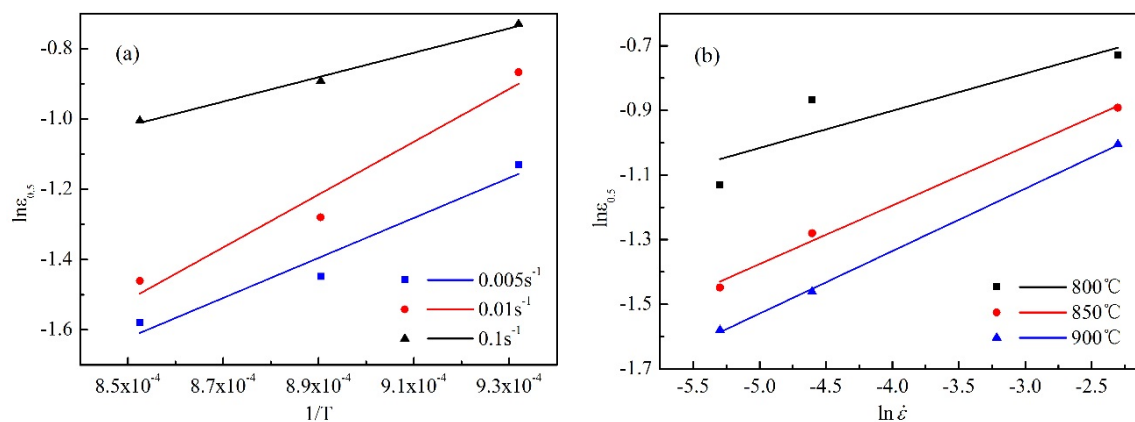 (a)
lnε0.5
-0.8
-1.0
-1.2
-1.4
-1.6
8.5x10-4
8.7x10-4
8.9x10-4
9.1x10-4
9.3x10-4
1/T
0.005s-1
0.01s-1
0.1s-1
(b)
lnε0.5
-0.7
-0.9
-1.1
-1.3
-1.5
-1.7
-5.5
-5.0
-4.5
-4.0
-3.5
-3.0
-2.5
ln ε̇
800℃
850℃
900℃